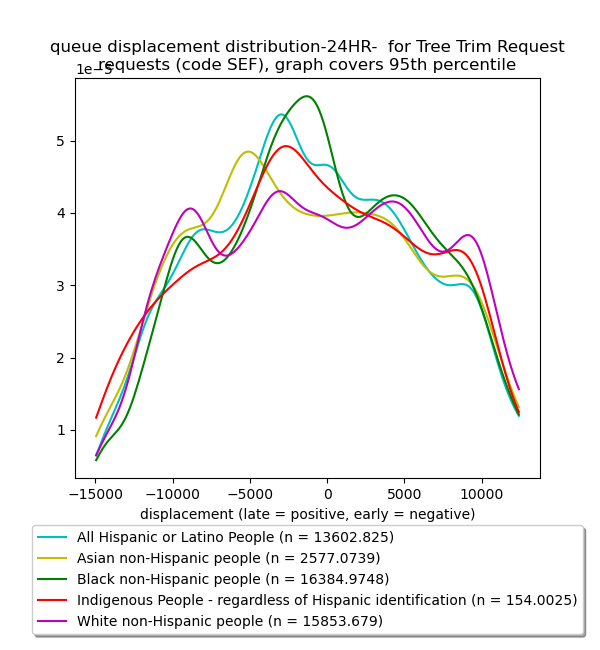 queue displacement distribution-24HR-  for Tree Trim Request
requests (code SEF), graph covers 95th percentile
1e−5
5
4
3
2
1
−15000 −10000 −5000 0 5000 10000
displacement (late = positive, early = negative)
All Hispanic or Latino People (n = 13602.825)
Asian non-Hispanic people (n = 2577.0739)
Black non-Hispanic people (n = 16384.9748)
Indigenous People - regardless of Hispanic identification (n = 154.0025)
White non-Hispanic people (n = 15853.679)